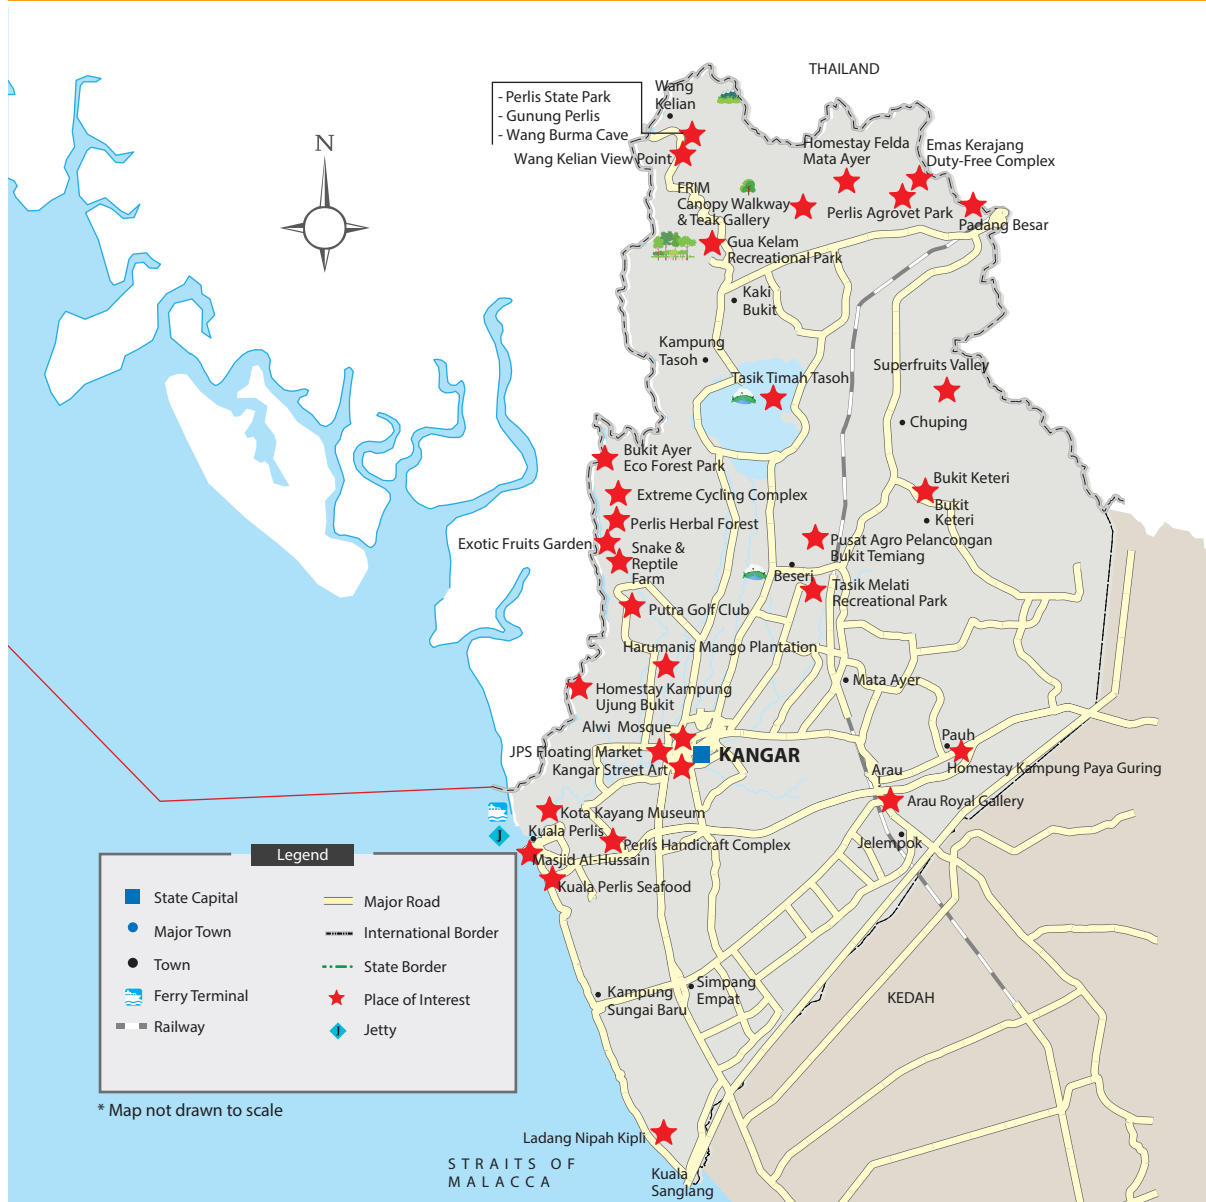 THAILAND
Wang
Kelian
- Perlis State Park
- Gunung Perlis
- Wang Burma Cave
Wang Kelian View Point
N
Homestay Felda
Mata Ayer
Emas Kerajang
Duty-Free Complex
FRIM
Canopy Walkway
& Teak Gallery
Perlis Agrovet Park
Padang Besar
Gua Kelam
Recreational Park
Kaki
Bukit
Kampung
Tasoh
Superfruits Valley
Tasik Timah Tasoh
Chuping
Bukit Ayer
Eco Forest Park
Bukit Keteri
Extreme Cycling Complex
Bukit
Keteri
Perlis Herbal Forest
Exotic Fruits Garden
Pusat Agro Pelancongan
Bukit Temiang
Snake &
Reptile
Farm
Beseri
Tasik Melati
Recreational Park
Putra Golf Club
Harumanis Mango Plantation
Mata Ayer
Homestay Kampung
Ujung Bukit
Alwi Mosque
JPS Floating Market
KANGAR
Pauh
Kangar Street Art
Arau
Homestay Kampung Paya Guring
Arau Royal Gallery
Kota Kayang Museum
Kuala Perlis
J
Perlis Handicraft Complex
Jelempok
Masjid Al-Hussain
Kuala Perlis Seafood
Legend
State Capital
Major Town
Town
Ferry Terminal
Railway
Major Road
International Border
State Border
Place of Interest
J
Jetty
Simpang
Empat
Kampung
Sungai Baru
KEDAH
* Map not drawn to scale
Ladang Nipah Kipli
STRAITS OF
MALACCA
Kuala
Sanglang